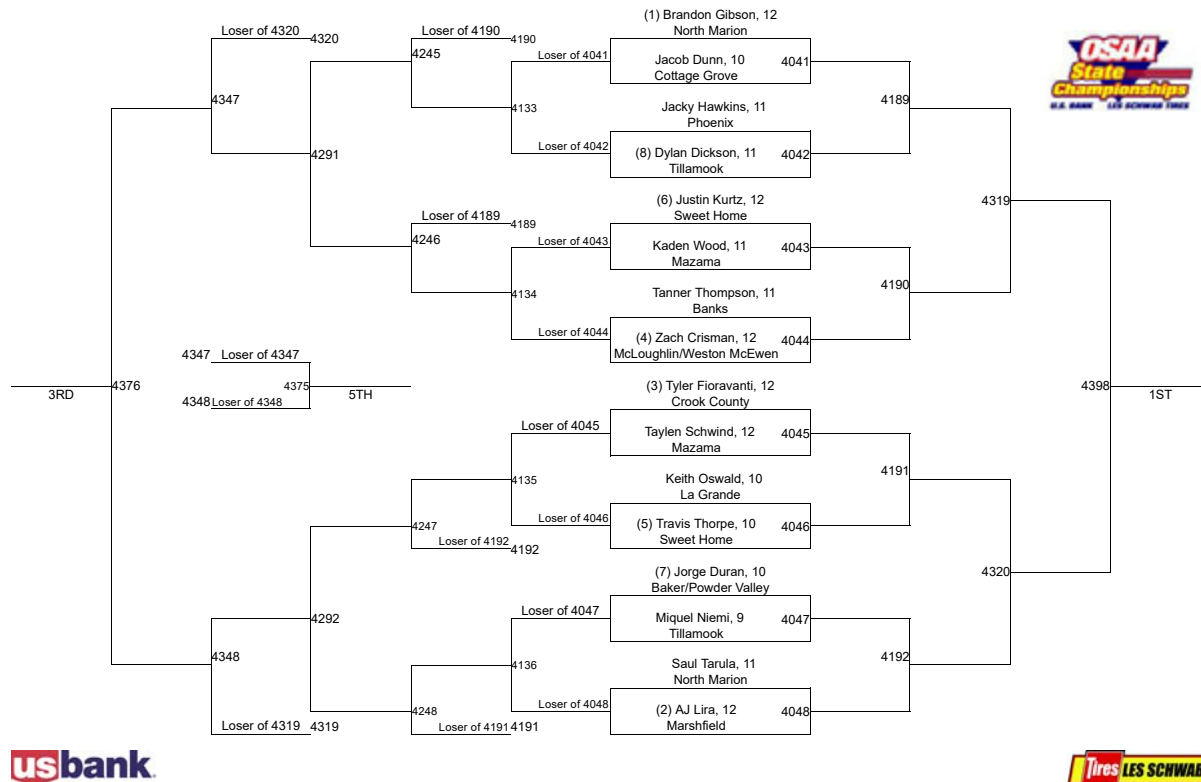 (1) Brandon Gibson, 12
North Marion
Loser of 4320
4320
Loser of 4190
4190
4245
Loser of 4041
Jacob Dunn, 10
Cottage Grove
4041
OSAA
State
Championships
U.S. BANK LES SCHWAB TIRES
4347
4133
Jacky Hawkins, 11
Phoenix
4189
4291
Loser of 4042
(8) Dylan Dickson, 11
Tillamook
4042
(6) Justin Kurtz, 12
Sweet Home
4319
Loser of 4189
4189
4246
Loser of 4043
Kaden Wood, 11
Mazama
4043
4134
Tanner Thompson, 11
Banks
4190
Loser of 4044
(4) Zach Crisman, 12
McLoughlin/Weston McEwen
4044
4347
Loser of 4347
3RD
4376
4375
5TH
4348
Loser of 4348
(3) Tyler Fioravanti, 12
Crook County
4398
1ST
Loser of 4045
Taylen Schwind, 12
Mazama
4045
4135
Keith Oswald, 10
La Grande
4191
4247
Loser of 4046
(5) Travis Thorpe, 10
Sweet Home
4046
Loser of 4192
4192
(7) Jorge Duran, 10
Baker/Powder Valley
4320
4292
Loser of 4047
Miquel Niemi, 9
Tillamook
4047
4348
4136
Saul Tarula, 11
North Marion
4192
4248
Loser of 4048
(2) AJ Lira, 12
Marshfield
4048
Loser of 4319
4319
Loser of 4191
4191
usbank.
Tires LES SCHWAB